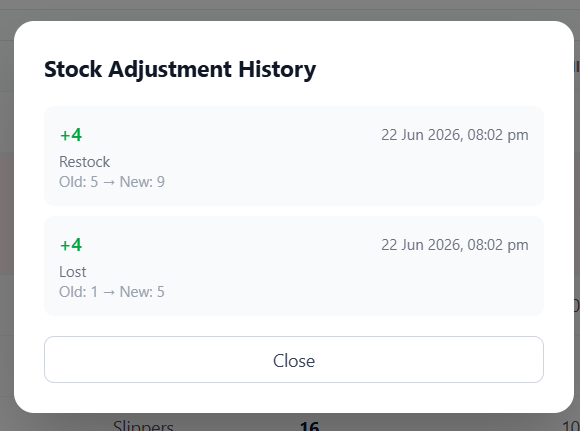 Stock Adjustment History
+4
22 Jun 2026, 08:02 pm
Restock
Old: 5 → New: 9
+4
22 Jun 2026, 08:02 pm
Lost
Old: 1 → New: 5
Close
Slippers
16
10